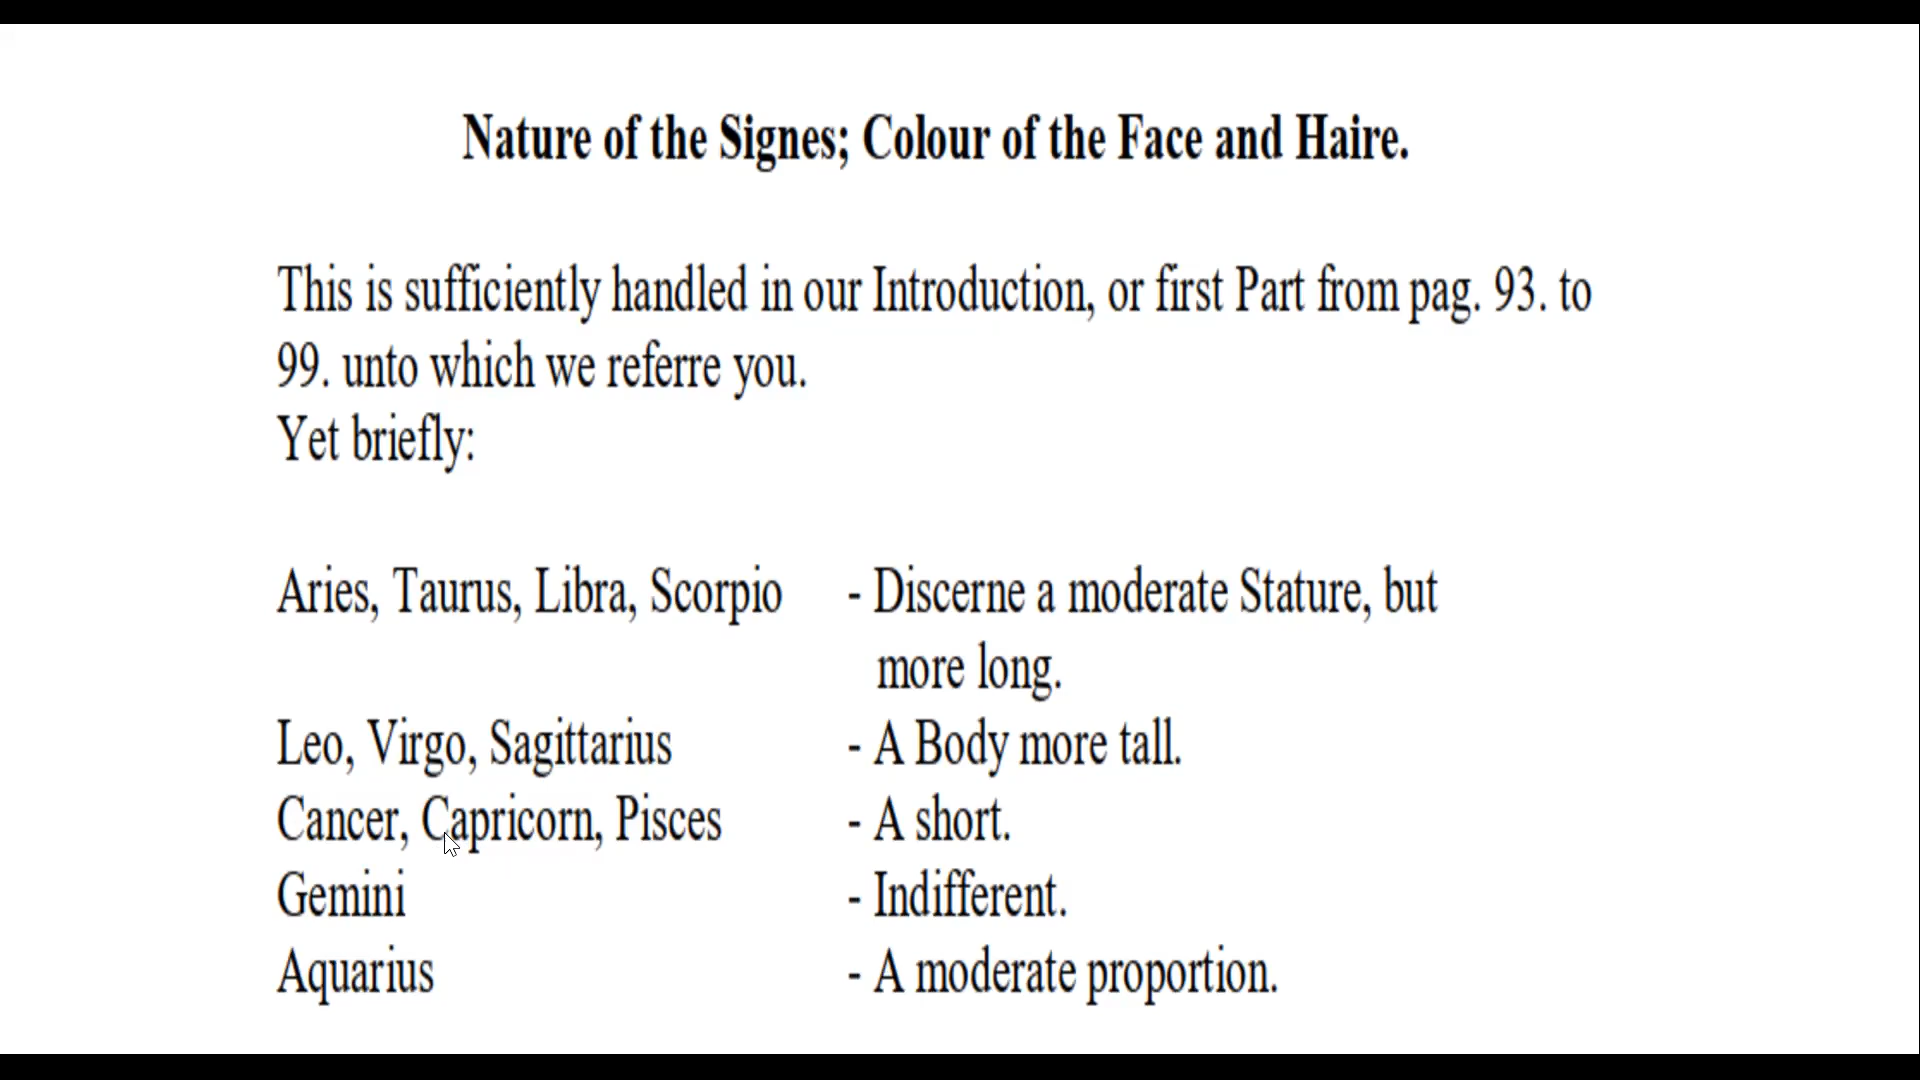 Nature of the Signes; Colour of the Face and Haire.
This is sufficiently handled in our Introduction, or first Part from pag. 93. to
99. unto which we referre you.
Yet briefly:
Aries, Taurus, Libra, Scorpio - Discerne a moderate Stature, but
more long.
Leo, Virgo, Sagittarius - A Body more tall.
Cancer, Capricorn, Pisces - A short.
Gemini - Indifferent.
Aquarius - A moderate proportion.